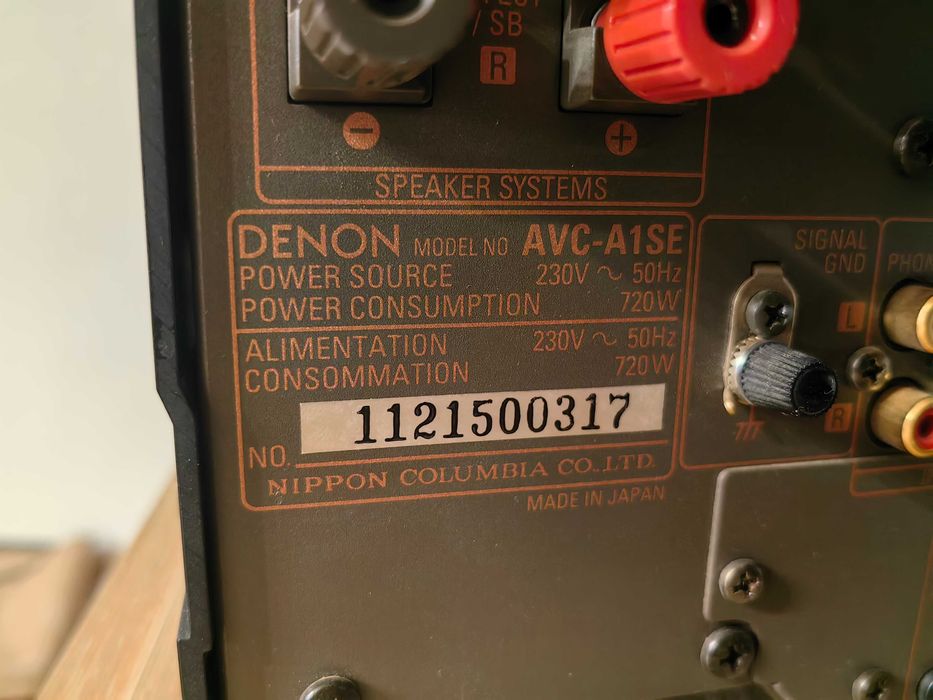 / SB
R
− +
SPEAKER SYSTEMS
DENON MODEL NO AVC-A1SE
POWER SOURCE 230V ~ 50Hz
POWER CONSUMPTION 720W
ALIMENTATION 230V ~ 50Hz
CONSOMMATION 720W
NO. 1121500317
NIPPON COLUMBIA CO.,LTD.
MADE IN JAPAN
SIGNAL
GND
L
R